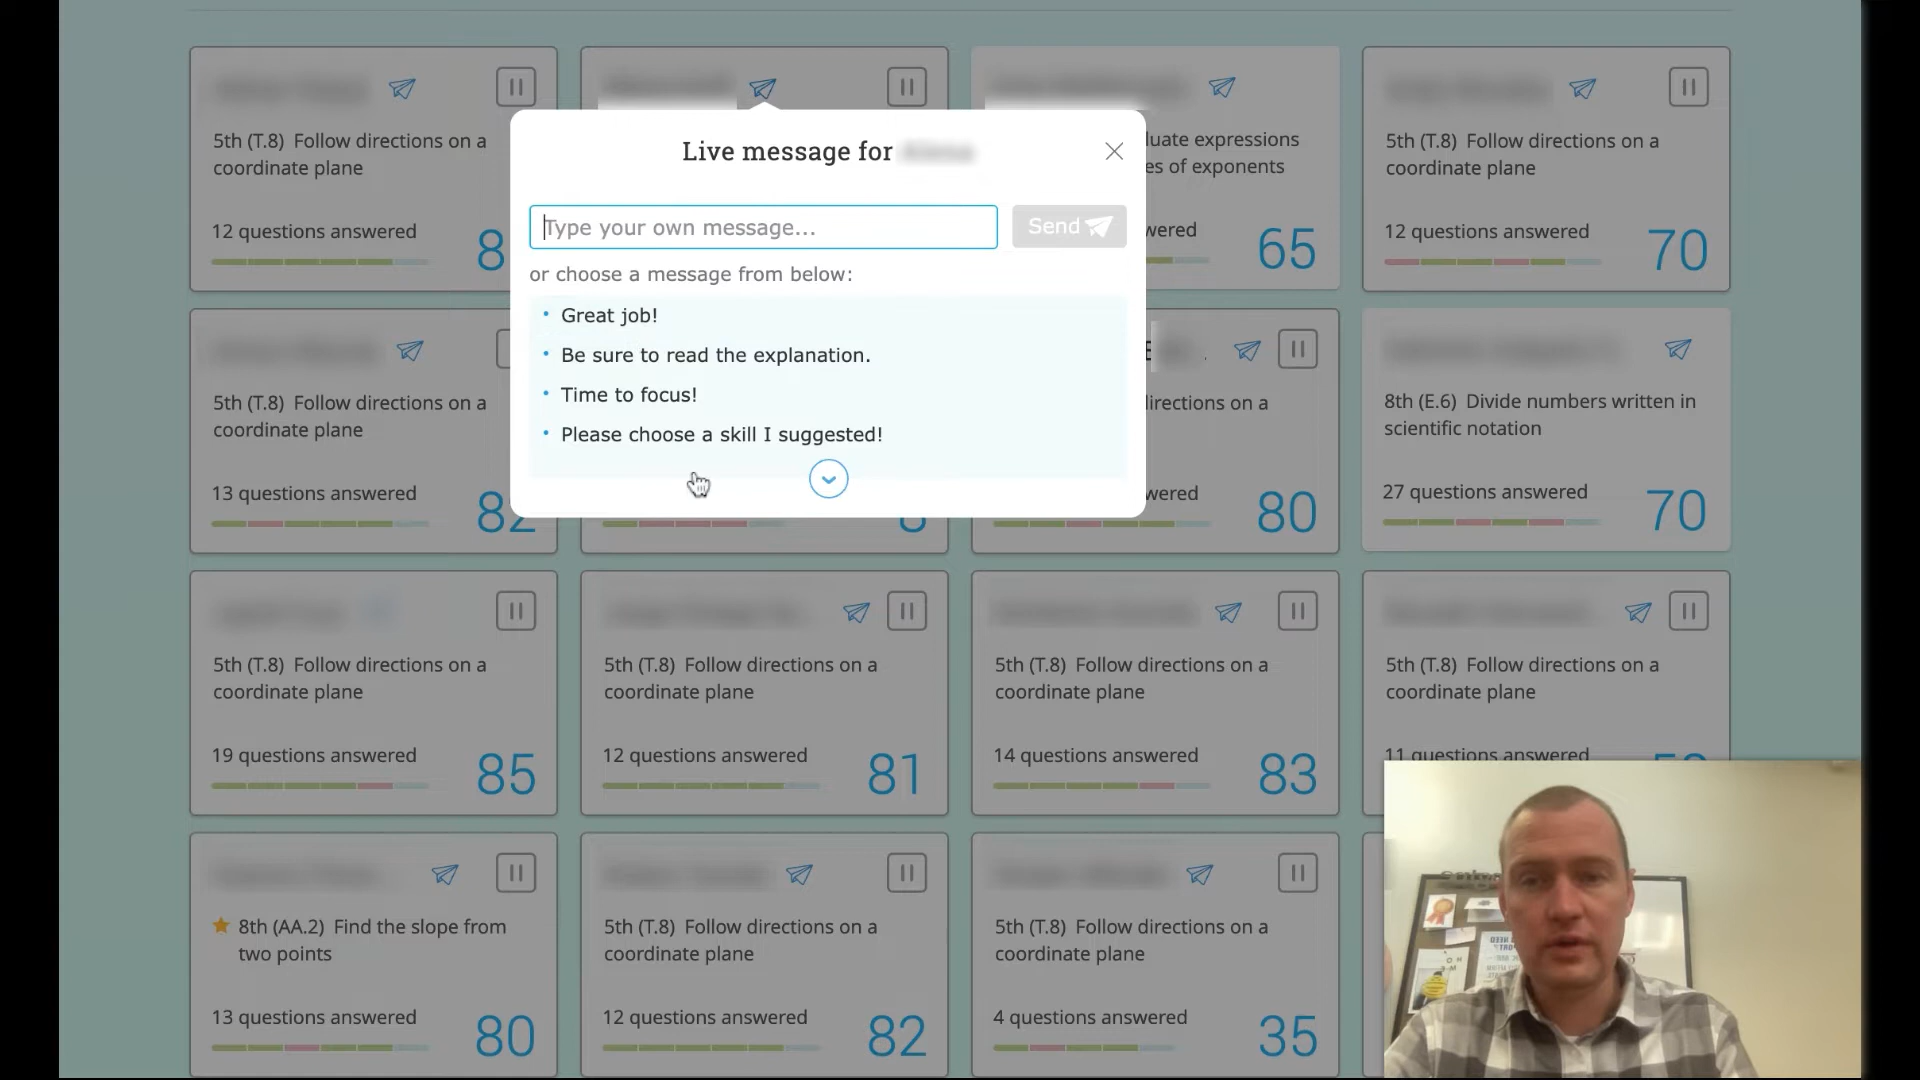 5th (T.8) Follow directions on a
coordinate plane
12 questions answered
8
Live message for
Type your own message...
Send
or choose a message from below:
Great job!
Be sure to read the explanation.
Time to focus!
Please choose a skill I suggested!
luate expressions
es of exponents
wered
65
5th (T.8) Follow directions on a
coordinate plane
12 questions answered
70
5th (T.8) Follow directions on a
coordinate plane
13 questions answered
82
irections on a
wered
80
8th (E.6) Divide numbers written in
scientific notation
27 questions answered
70
5th (T.8) Follow directions on a
coordinate plane
19 questions answered
85
5th (T.8) Follow directions on a
coordinate plane
12 questions answered
81
5th (T.8) Follow directions on a
coordinate plane
14 questions answered
83
5th (T.8) Follow directions on a
coordinate plane
11 questions answered
8th (AA.2) Find the slope from
two points
13 questions answered
80
5th (T.8) Follow directions on a
coordinate plane
12 questions answered
82
5th (T.8) Follow directions on a
coordinate plane
4 questions answered
35